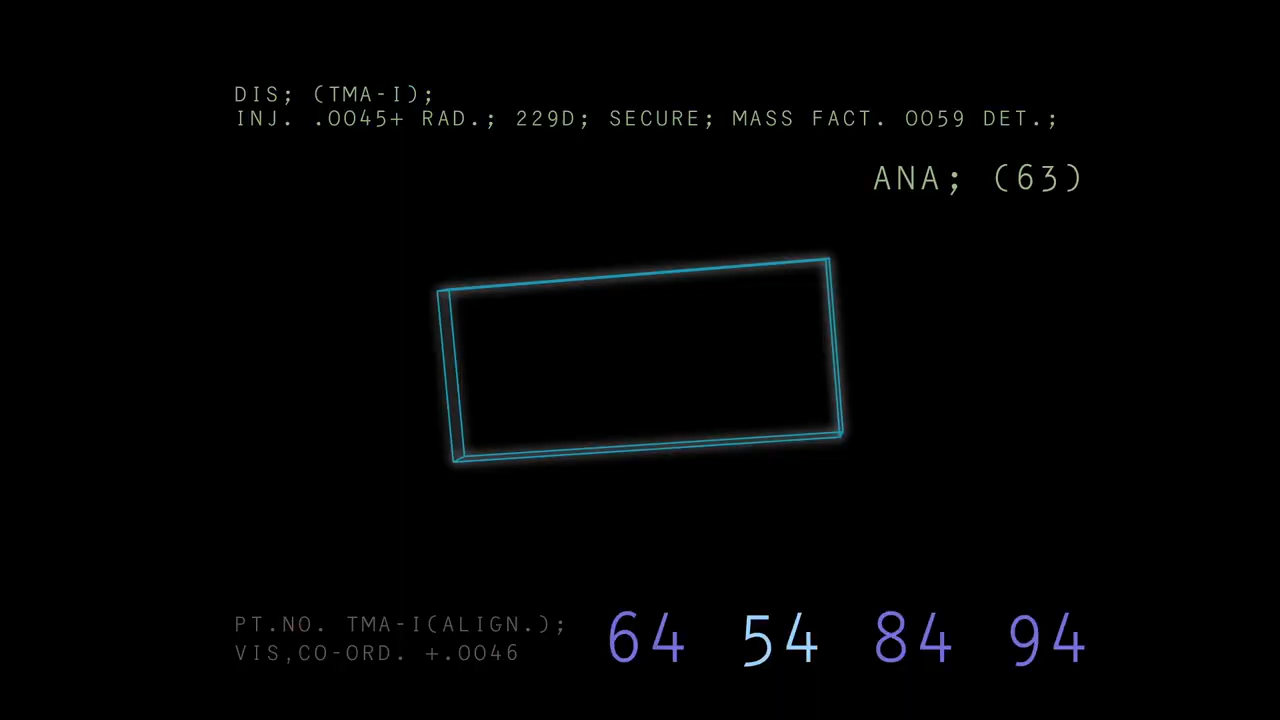 DIS; (TMA-I);
INJ. .0045+ RAD.; 229D; SECURE; MASS FACT. 0059 DET.;
ANA; (63)
PT.NO. TMA-I(ALIGN.);
VIS,CO-ORD. +.0046
64 54 84 94